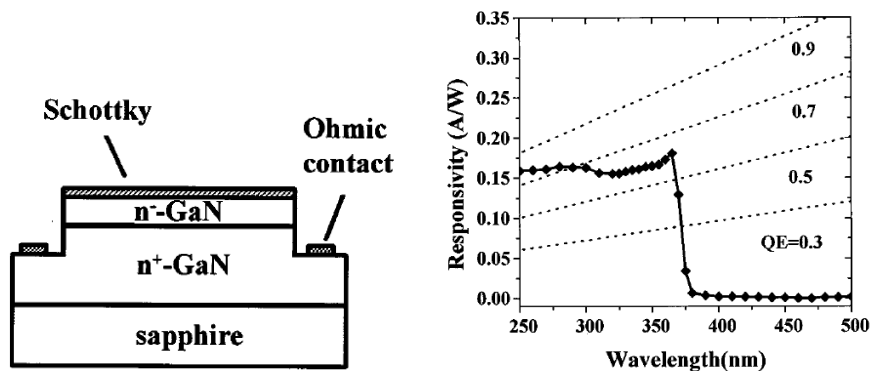 Schottky
Ohmic
contact
n⁻-GaN
n⁺-GaN
sapphire
Responsivity (A/W)
0.35
0.30
0.25
0.20
0.15
0.10
0.05
0.00
0.9
0.7
0.5
QE=0.3
250 300 350 400 450 500
Wavelength(nm)